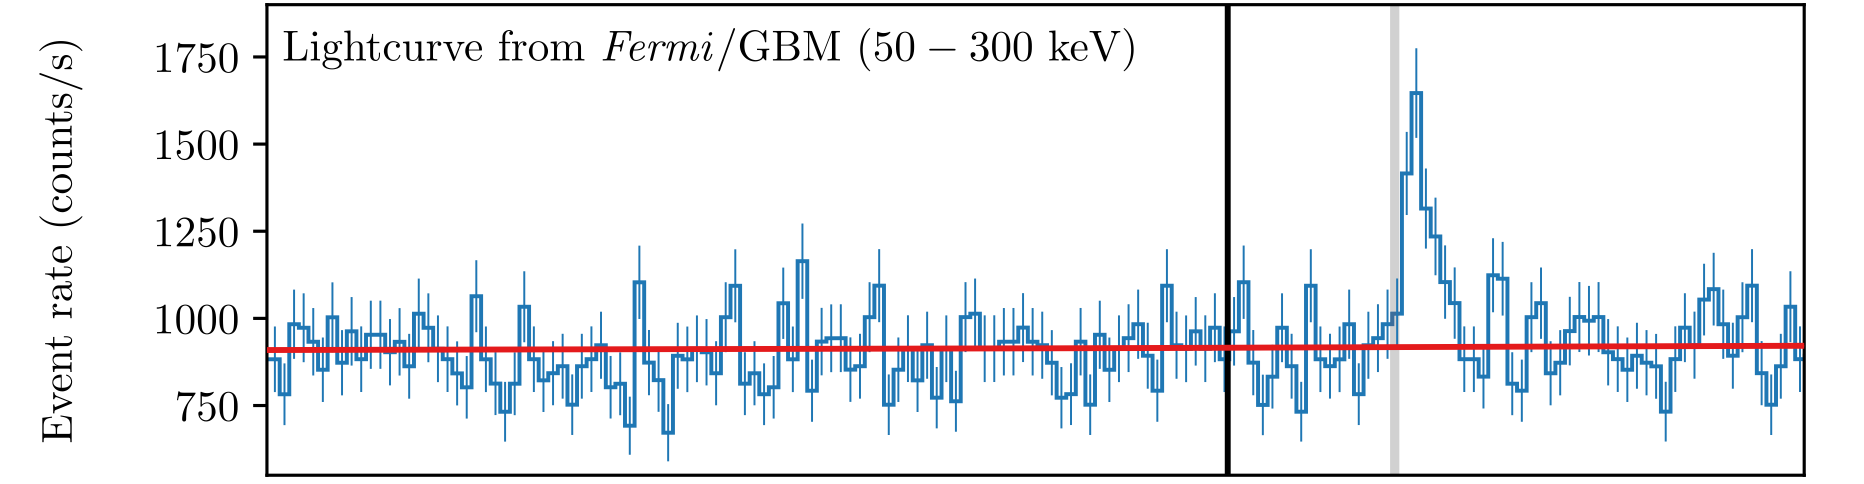 Lightcurve from Fermi/GBM (50 – 300 keV)
Event rate (counts/s)
1750
1500
1250
1000
750